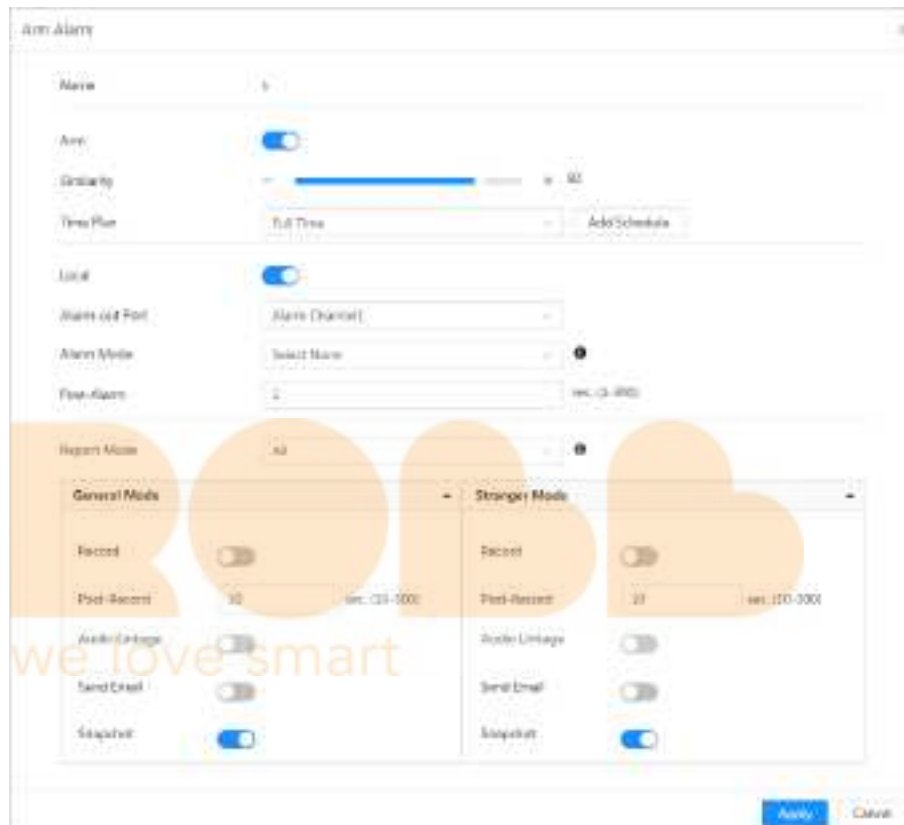 Arm Alarm
Name
Arm
Similarity
Time Plan Full Time Add Schedule
Local
Alarm-out Port Alarm Channel1
Alarm Mode Select None
Post-Alarm sec.
Report Mode All
General Mode Stranger Mode
Record Record
Post-Record 10 sec. (10-300) Post-Record 10 sec. (10-300)
Audio Linkage Audio Linkage
Send Email Send Email
Snapshot Snapshot
Apply Cancel
ROLL
we love smart